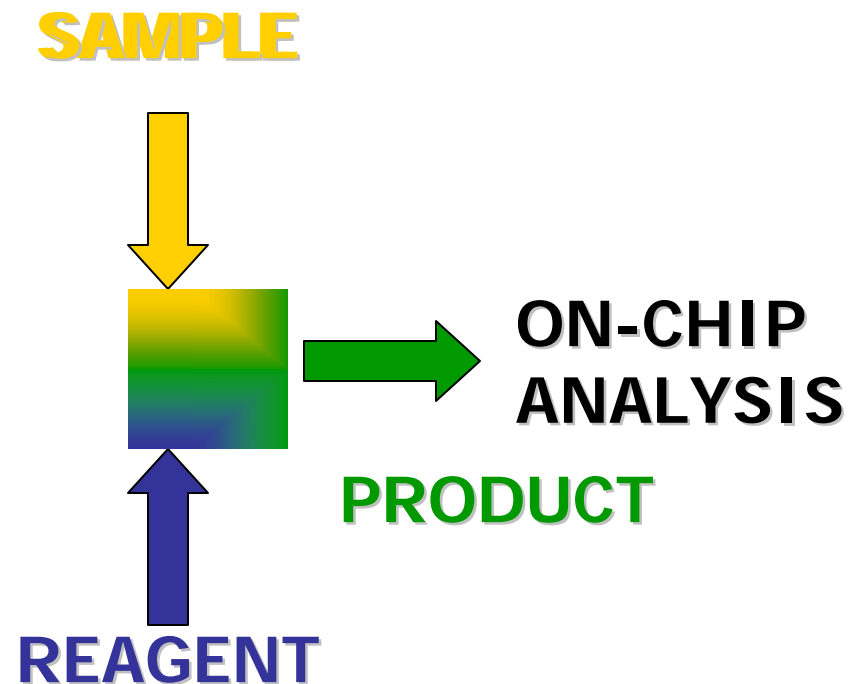 SAMPLE
ON-CHIP
ANALYSIS
PRODUCT
REAGENT